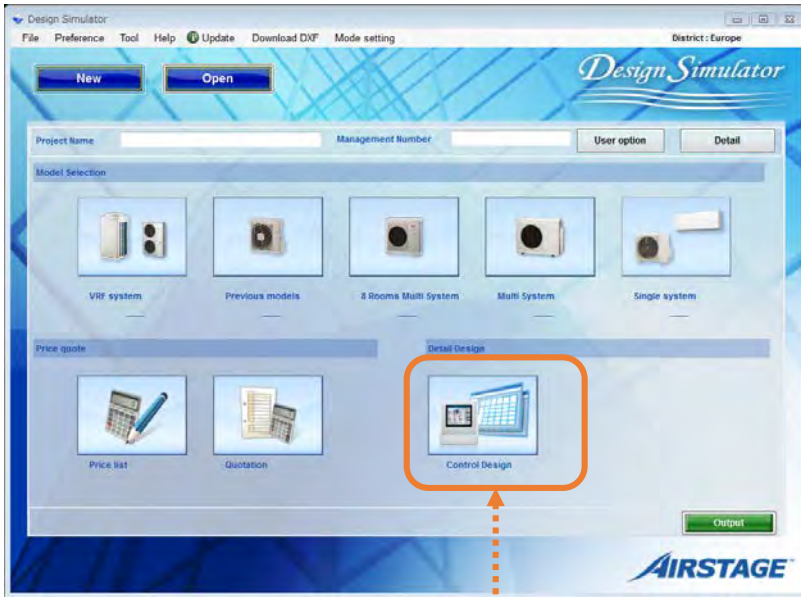 Design Simulator
File Preference Tool Help Update Download DXF Mode setting District : Europe
New Open Design Simulator
Project Name Management Number User option Detail
Model Selection
VRF system Previous models 8 Rooms Multi System Multi System Single system
Price quote Detail Design
Price list Quotation Control Design
Output
AIRSTAGE